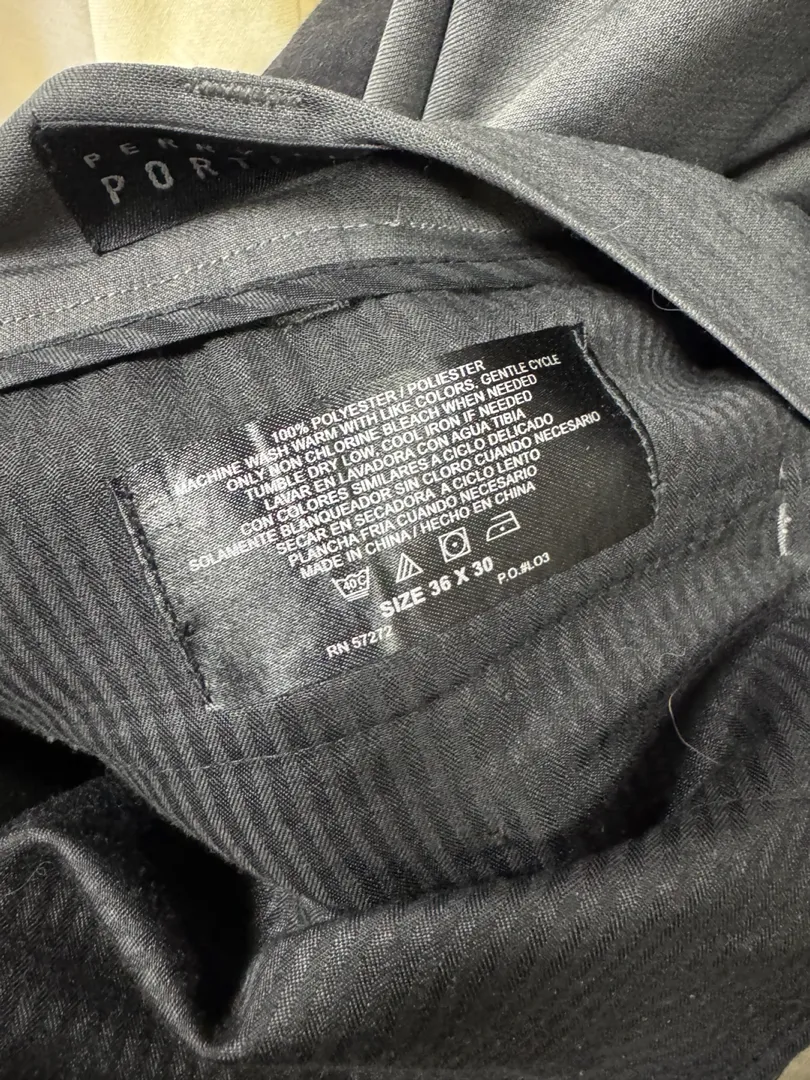 PORT
100% POLYESTER / POLIESTER
MACHINE WASH WARM WITH LIKE COLORS. GENTLE CYCLE
ONLY NON CHLORINE BLEACH WHEN NEEDED
TUMBLE DRY LOW, COOL IRON IF NEEDED
LAVAR EN LAVADORA CON AGUA TIBIA
CON COLORES SIMILARES A CICLO DELICADO
SOLAMENTE BLANQUEADOR SIN CLORO CUANDO NECESARIO
SECAR EN SECADORA A CICLO LENTO
PLANCHA FRIA CUANDO NECESARIO
MADE IN CHINA / HECHO EN CHINA
40C
SIZE 36 X 30
P.O.#L03
RN 57272